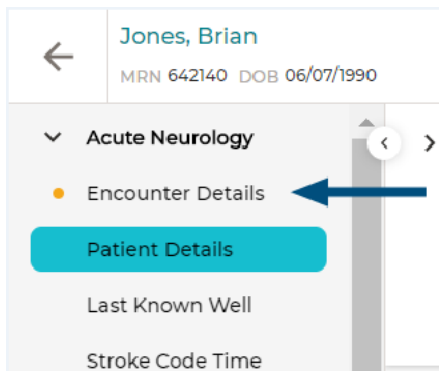 Jones, Brian
MRN 642140 DOB 06/07/1990
Acute Neurology
Encounter Details
Patient Details
Last Known Well
Stroke Code Time